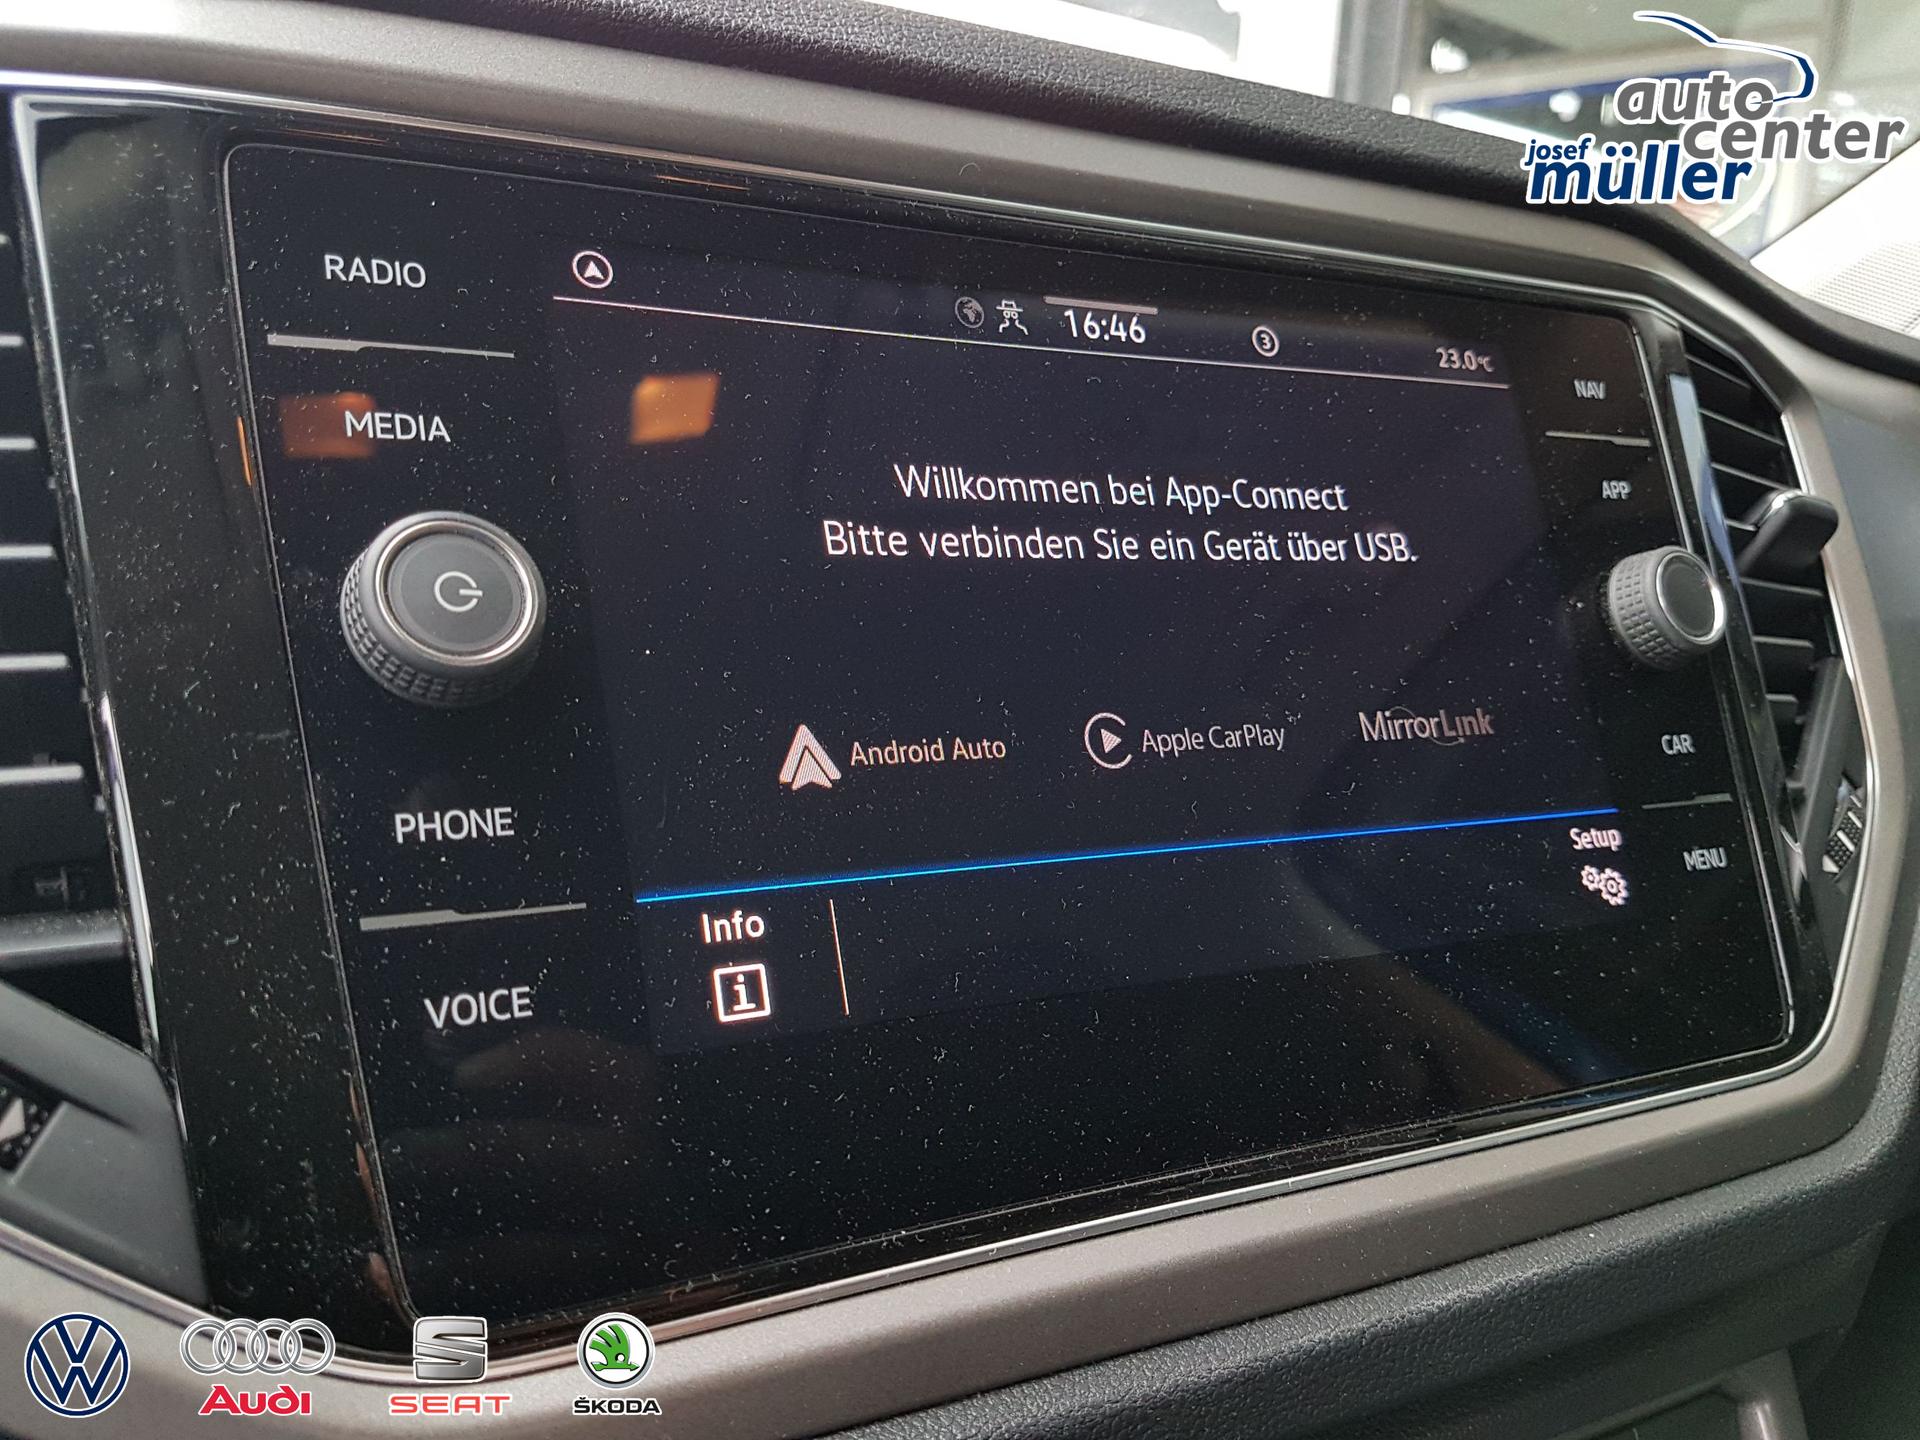 auto
center
josef
müller
RADIO
16:46
3
23.0°C
NAV
MEDIA
APP
Willkommen bei App-Connect
Bitte verbinden Sie ein Gerät über USB.
Android Auto
Apple CarPlay
MirrorLink
CAR
PHONE
Setup
MENU
Info
i
VOICE
Audi
SEAT
ŠKODA